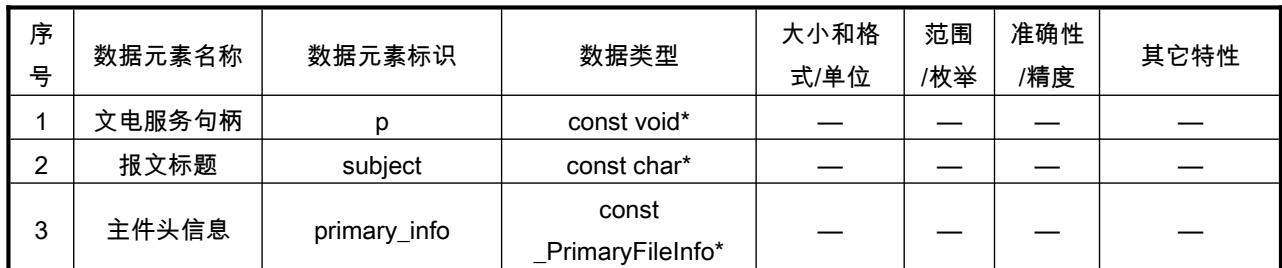 序号 数据元素名称 数据元素标识 数据类型 大小和格式/单位 范围/枚举 准确性/精度 其它特性
1 文电服务句柄 p const void* — — — —
2 报文标题 subject const char* — — — —
3 主件头信息 primary_info const _PrimaryFileInfo* — — — —